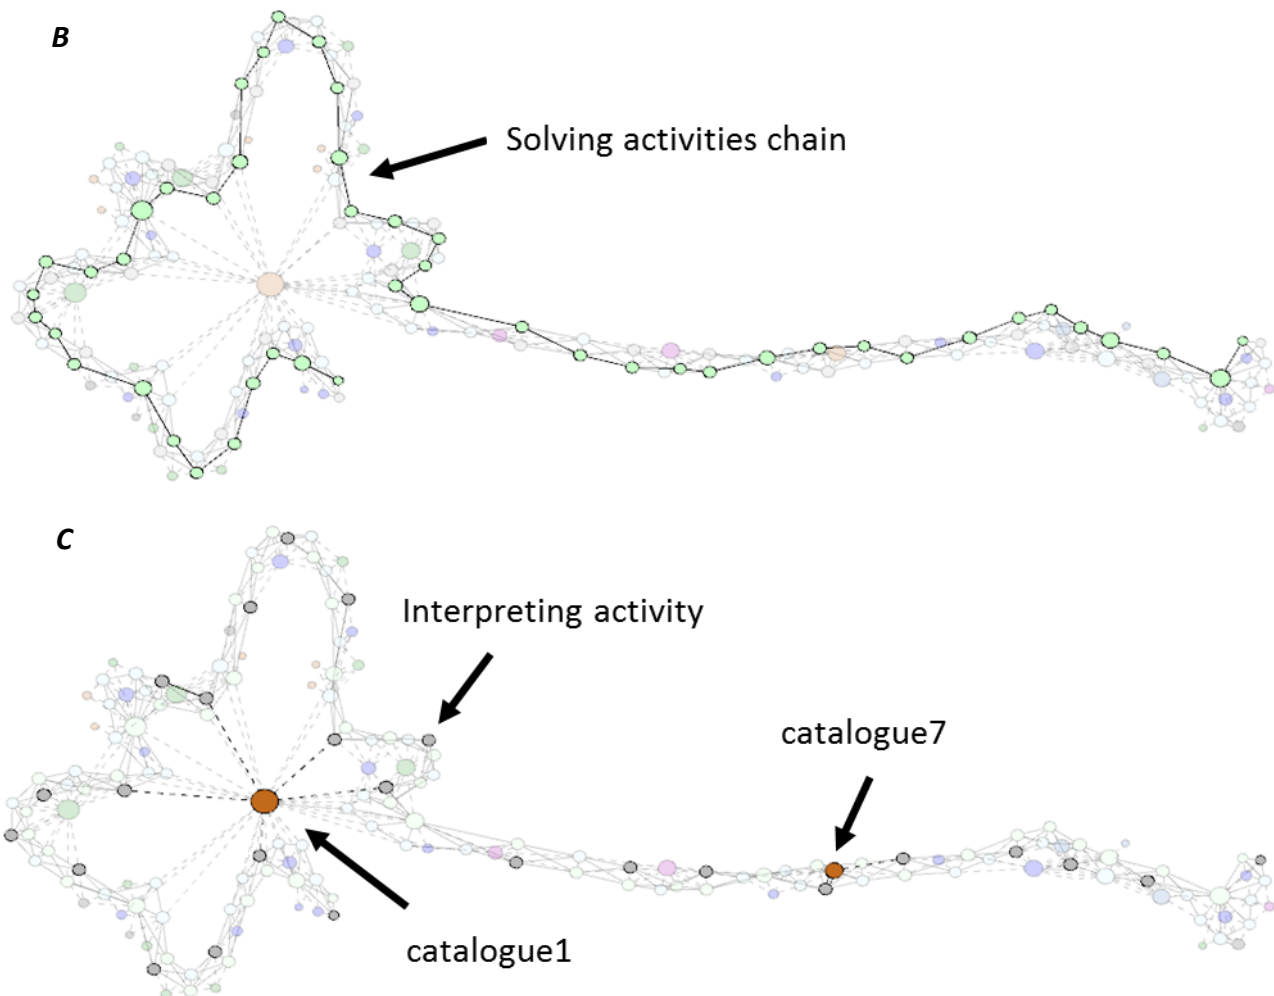 B
Solving activities chain
C
Interpreting activity
catalogue7
catalogue1